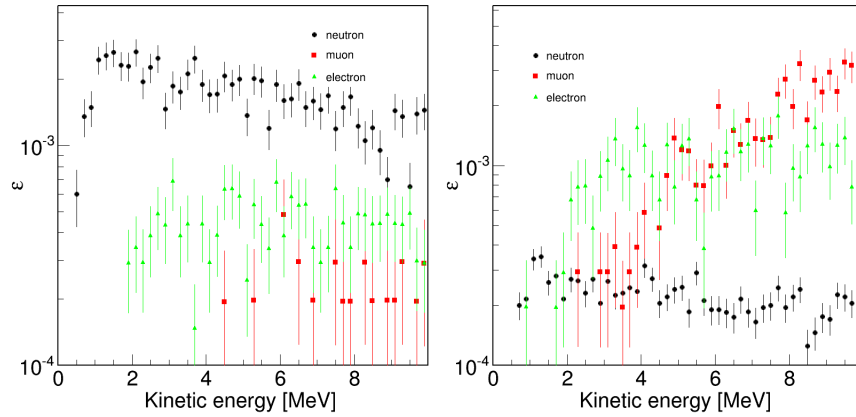 neutron
muon
electron
ε
10⁻³
10⁻⁴
0 2 4 6 8
Kinetic energy [MeV]
neutron
muon
electron
ε
10⁻³
10⁻⁴
0 2 4 6 8
Kinetic energy [MeV]